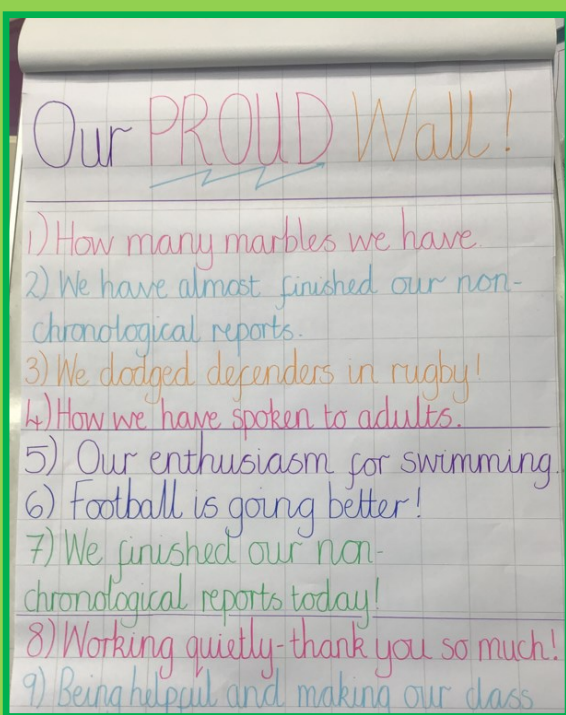 Our PROUD Wall!
1) How many marbles we have.
2) We have almost finished our non-
chronological reports.
3) We dodged defenders in rugby!
4) How we have spoken to adults.
5) Our enthusiasm for swimming.
6) Football is going better!
7) We finished our non-
chronological reports today!
8) Working quietly-thank you so much!
9) Being helpful and making our class